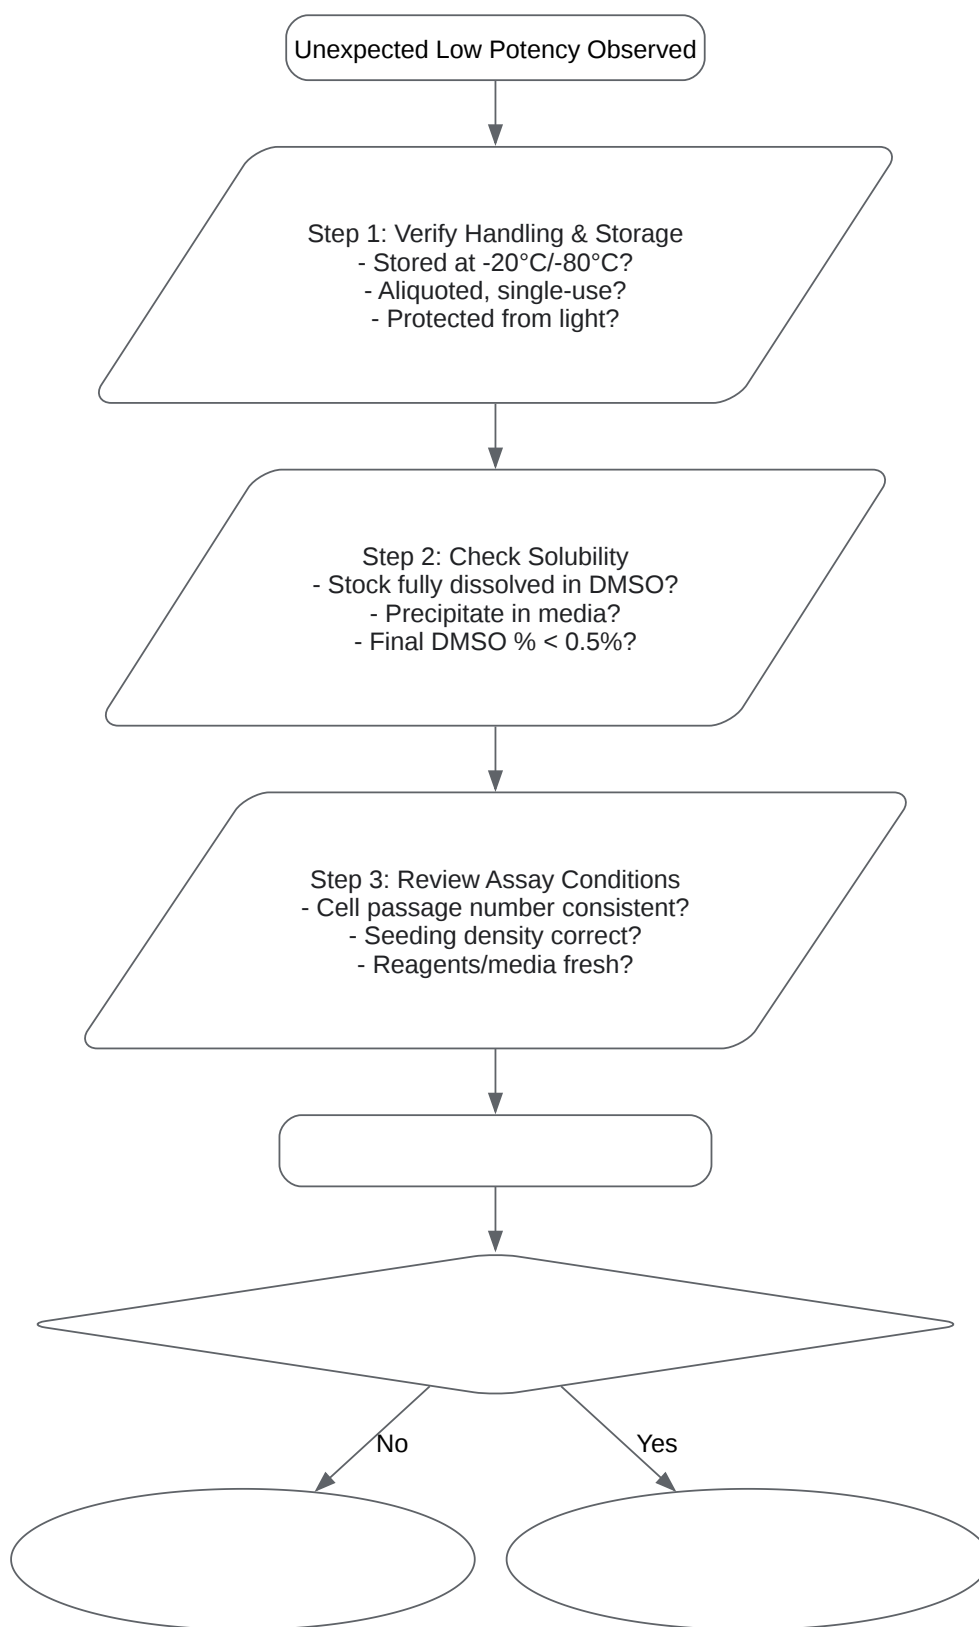 Unexpected Low Potency Observed
Step 1: Verify Handling & Storage
- Stored at -20°C/-80°C?
- Aliquoted, single-use?
- Protected from light?
Step 2: Check Solubility
- Stock fully dissolved in DMSO?
- Precipitate in media?
- Final DMSO % < 0.5%?
Step 3: Review Assay Conditions
- Cell passage number consistent?
- Seeding density correct?
- Reagents/media fresh?
No
Yes